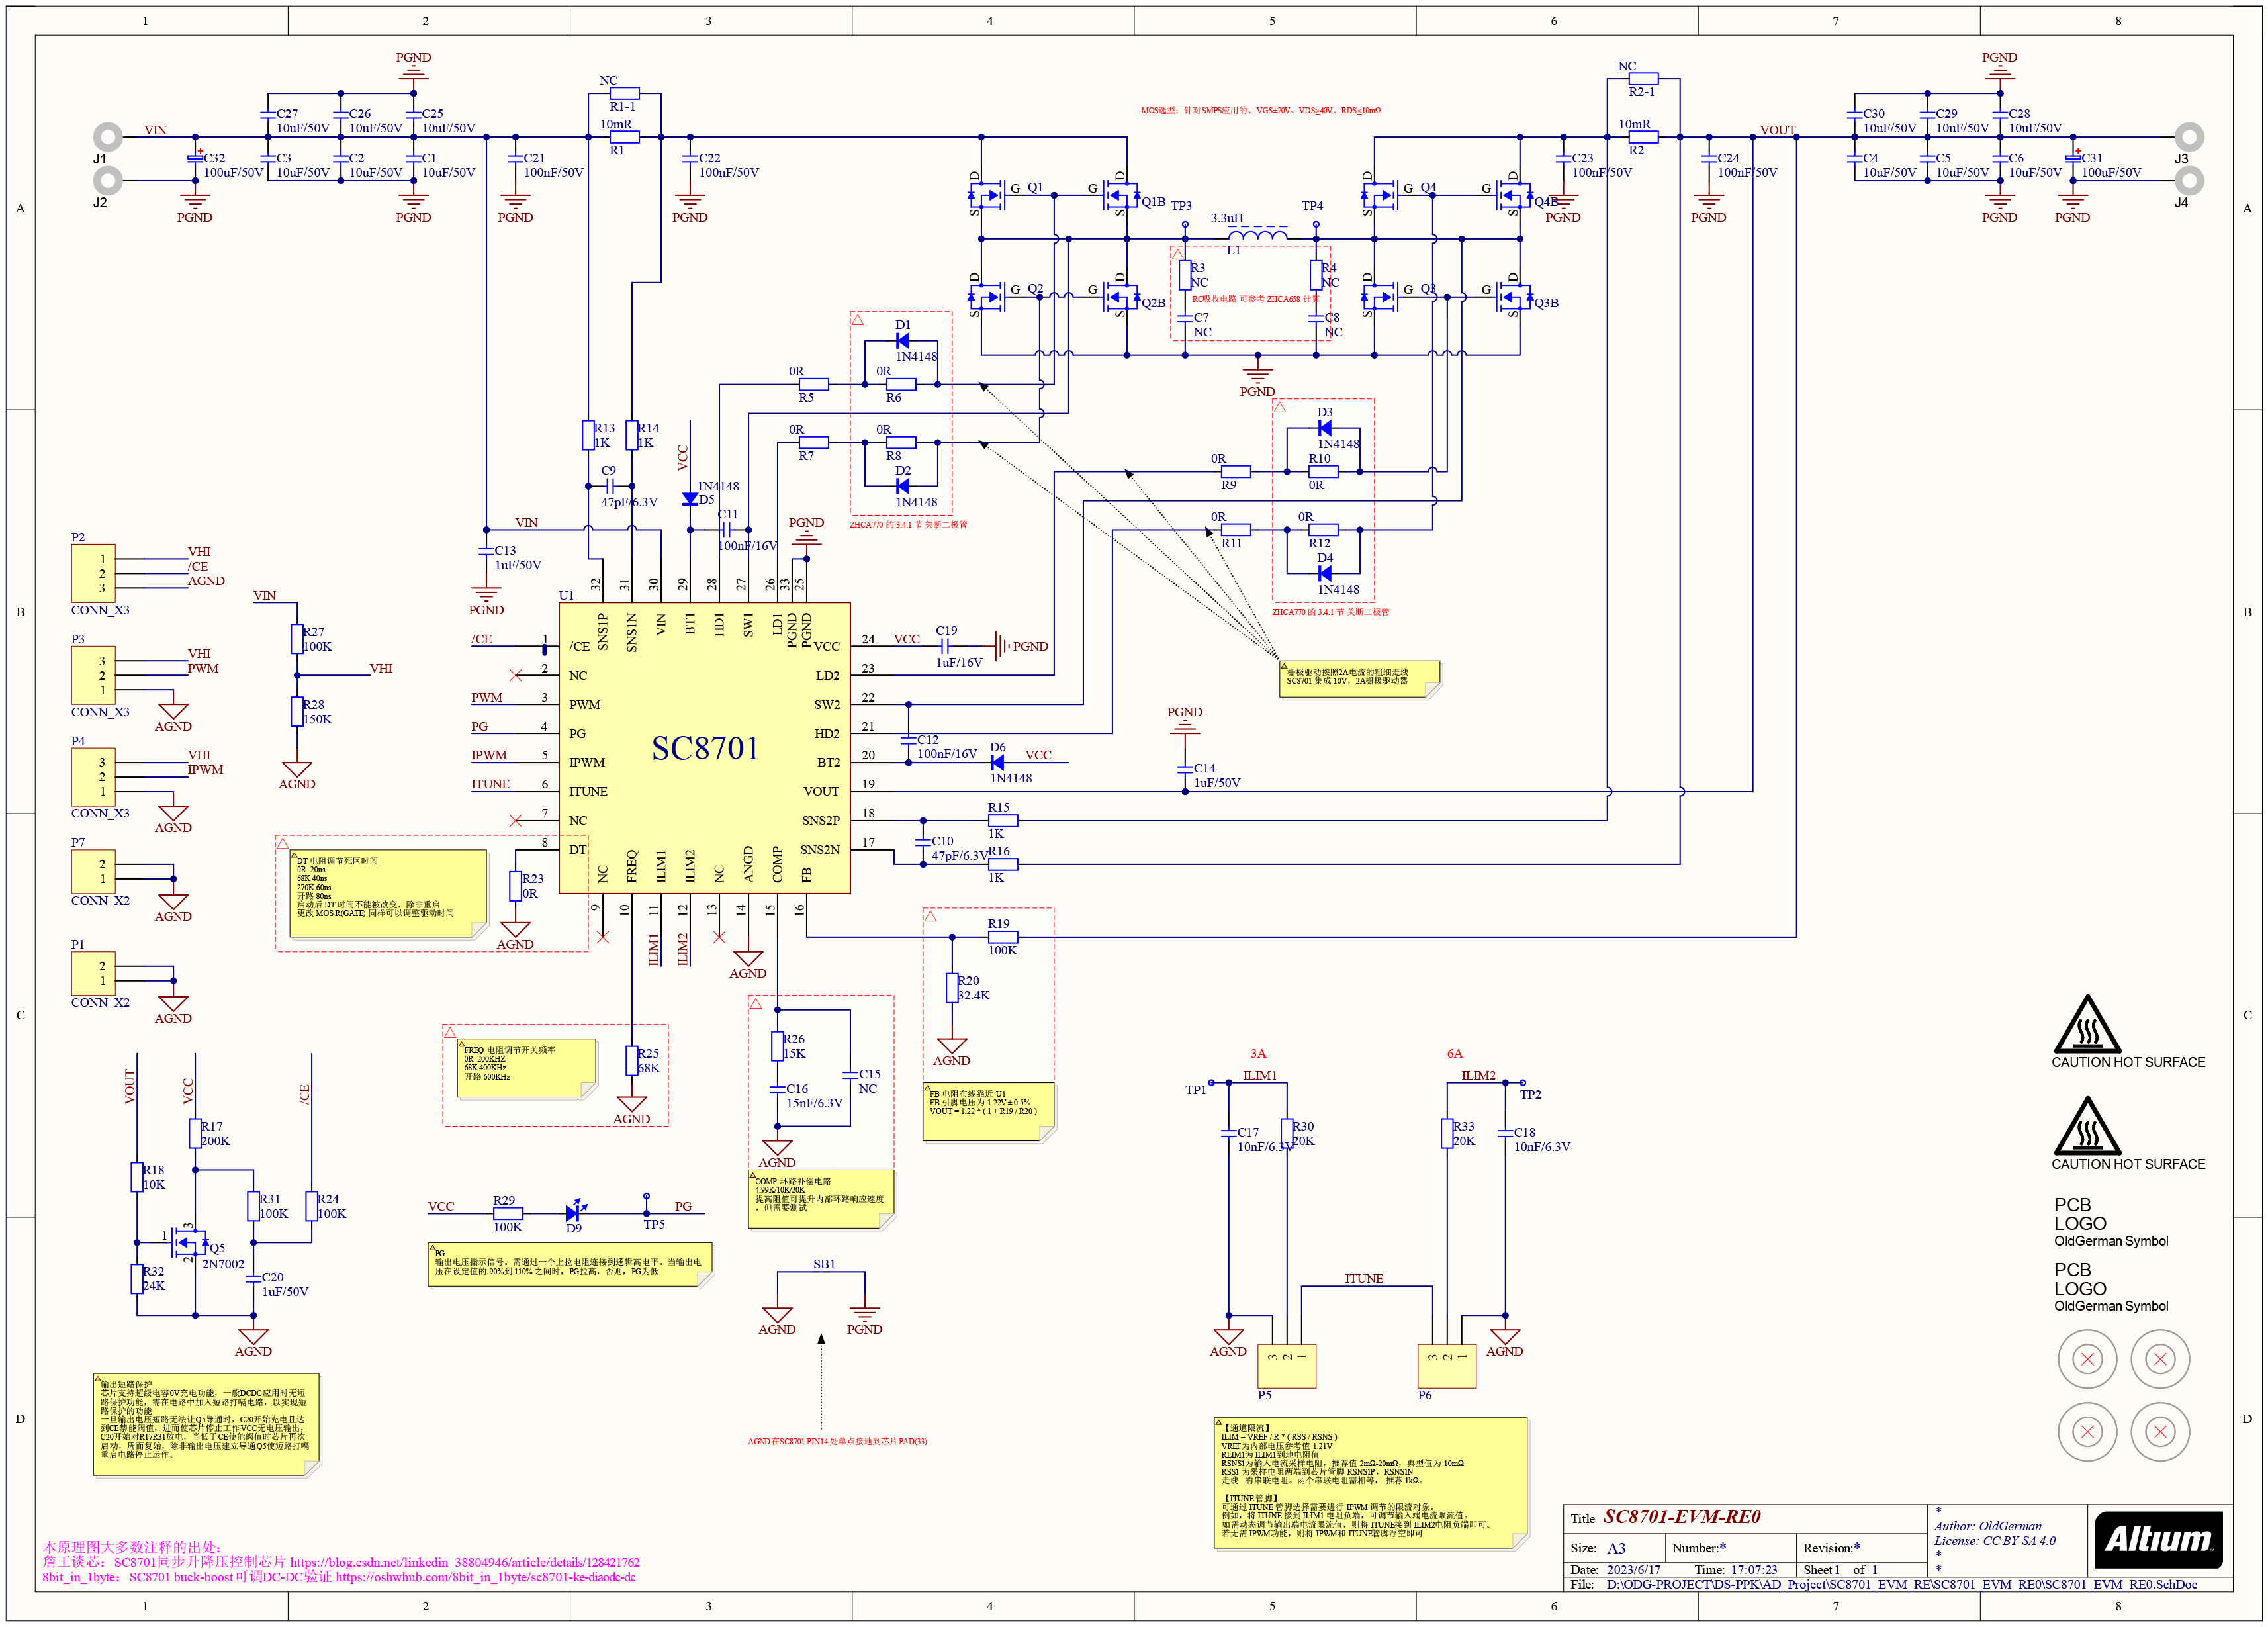 1 2 3 4 5 6 7 8
A
B
C
D
VIN
J1
J2
C32
100uF/50V
PGND
C27
10uF/50V
C26
10uF/50V
C25
10uF/50V
PGND
C3
10uF/50V
C2
10uF/50V
C1
10uF/50V
PGND
C21
100nF/50V
PGND
NC
R1-1
10mR
R1
C22
100nF/50V
PGND
MOS选型：针对SMPS应用的、VGS±20V、VDS≥40V、RDS≤10mΩ
D
G
S
Q1
Q1B
Q2
Q2B
TP3
3.3uH
L1
TP4
R3
NC
R4
NC
RC吸收电路 可参考 ZHCA658 计算
C7
NC
C8
NC
PGND
Q4
Q4B
Q3
Q3B
C23
100nF/50V
PGND
NC
R2-1
10mR
R2
C24
100nF/50V
PGND
VOUT
C30
10uF/50V
C29
10uF/50V
C28
10uF/50V
PGND
C4
10uF/50V
C5
10uF/50V
C6
10uF/50V
PGND
C31
100uF/50V
PGND
J3
J4
D1
1N4148
0R
R5
0R
R6
0R
R7
0R
R8
D2
1N4148
ZHCA770 的 3.4.1 节 关断二极管
D3
1N4148
0R
R9
R10
0R
0R
R11
0R
R12
D4
1N4148
ZHCA770 的 3.4.1 节 关断二极管
R13
1K
R14
1K
C9
47pF/6.3V
VCC
1N4148
D5
C11
100nF/16V
PGND
VIN
C13
1uF/50V
PGND
P2
1
2
3
VHI
/CE
AGND
CONN_X3
P3
3
2
1
VHI
PWM
CONN_X3
AGND
P4
3
2
1
VHI
IPWM
CONN_X3
AGND
P7
2
1
CONN_X2
AGND
P1
2
1
CONN_X2
AGND
VIN
R27
100K
VHI
R28
150K
AGND
U1
SC8701
32 31 30 29 28 27 26 33 25
SNS1P SNS1N VIN BT1 HD1 SW1 LD1 PGND PGND
/CE 1 /CE
2 NC
PWM 3 PWM
PG 4 PG
IPWM 5 IPWM
ITUNE 6 ITUNE
7 NC
8 DT
VCC 24 VCC
LD2 23
SW2 22
HD2 21
BT2 20
VOUT 19
SNS2P 18
SNS2N 17
NC FREQ ILIM1 ILIM2 NC ANGD COMP FB
9 10 11 12 13 14 15 16
ILIM1
ILIM2
AGND
C19
1uF/16V
PGND
栅极驱动按照2A电流的粗细走线
SC8701 集成 10V，2A栅极驱动器
C12
100nF/16V
D6
1N4148
VCC
PGND
C14
1uF/50V
C10
47pF/6.3V
R15
1K
R16
1K
R19
100K
R20
32.4K
AGND
FB 电阻布线靠近 U1
FB 引脚电压为 1.22V±0.5%
VOUT = 1.22 * ( 1 + R19 / R20 )
DT 电阻调节死区时间
0R 20ns
68K 40ns
270K 60ns
开路 80ns
启动后 DT 时间不能被改变，除非重启
更改 MOS R(GATE) 同样可以调整驱动时间
R23
0R
AGND
FREQ 电阻调节开关频率
0R 200KHZ
68K 400KHz
开路 600KHz
R25
68K
AGND
R26
15K
C16
15nF/6.3V
C15
NC
AGND
COMP 环路补偿电路
4.99K/10K/20K
提高阻值可提升内部环路响应速度
，但需要测试
VOUT
VCC
/CE
R17
200K
R18
10K
R31
100K
R24
100K
1
3
2
Q5
2N7002
R32
24K
C20
1uF/50V
AGND
VCC
R29
100K
D9
TP5
PG
PG
输出电压指示信号。需通过一个上拉电阻连接到逻辑高电平。当输出电
压在设定值的 90%到 110% 之间时，PG拉高，否则，PG为低
SB1
AGND
PGND
AGND在SC8701 PIN14 处单点接地到芯片PAD(33)
输出短路保护
芯片支持超级电容0V充电功能，一般DCDC应用时无短
路保护功能，需在电路中加入短路打嗝电路，以实现短
路保护的功能
一旦输出电压短路无法让Q5导通时，C20开始充电且达
到CE禁能阀值，进而使芯片停止工作VCC无电压输出，
C20开始对R17R31放电，当低于CE使能阀值时芯片再次
启动，周而复始，除非输出电压建立导通Q5使短路打嗝
重启电路停止运作。
3A
6A
TP1
ILIM1
ILIM2
TP2
C17
10nF/6.3V
R30
20K
R33
20K
C18
10nF/6.3V
ITUNE
AGND
AGND
3 2 1
3 2 1
P5
P6
【通道限流】
ILIM = VREF / R * ( RSS / RSNS )
VREF为内部电压参考值 1.21V
RLIM1为 ILIM1到地电阻值
RSNS1为输入电流采样电阻，推荐值 2mΩ-20mΩ，典型值为 10mΩ
RSS1 为采样电阻两端到芯片管脚 RSNS1P，RSNS1N
走线 的串联电阻。两个串联电阻需相等， 推荐 1kΩ。
【ITUNE管脚】
可通过 ITUNE 管脚选择需要进行 IPWM 调节的限流对象。
例如，将 ITUNE 接到 ILIM1 电阻负端，可调节输入端电流限流值。
如需动态调节输出端电流限流值，则将 ITUNE接到 ILIM2电阻负端即可。
若无需 IPWM功能，则将 IPWM和 ITUNE管脚浮空即可
CAUTION HOT SURFACE
CAUTION HOT SURFACE
PCB
LOGO
OldGerman Symbol
PCB
LOGO
OldGerman Symbol
本原理图大多数注释的出处：
詹工谈芯：SC8701同步升降压控制芯片 https://blog.csdn.net/linkedin_38804946/article/details/128421762
8bit_in_1byte： SC8701 buck-boost 可调DC-DC验证 https://oshwhub.com/8bit_in_1byte/sc8701-ke-diaodc-dc
Title SC8701-EVM-RE0
Size: A3 Number:* Revision:*
Date: 2023/6/17 Time: 17:07:23 Sheet 1 of 1
File: D:\ODG-PROJECT\DS-PPK\AD_Project\SC8701_EVM_RE\SC8701_EVM_RE0\SC8701_EVM_RE0.SchDoc
*
Author: OldGerman
License: CC BY-SA 4.0
*
*
Altium
1 2 3 4 5 6 7 8